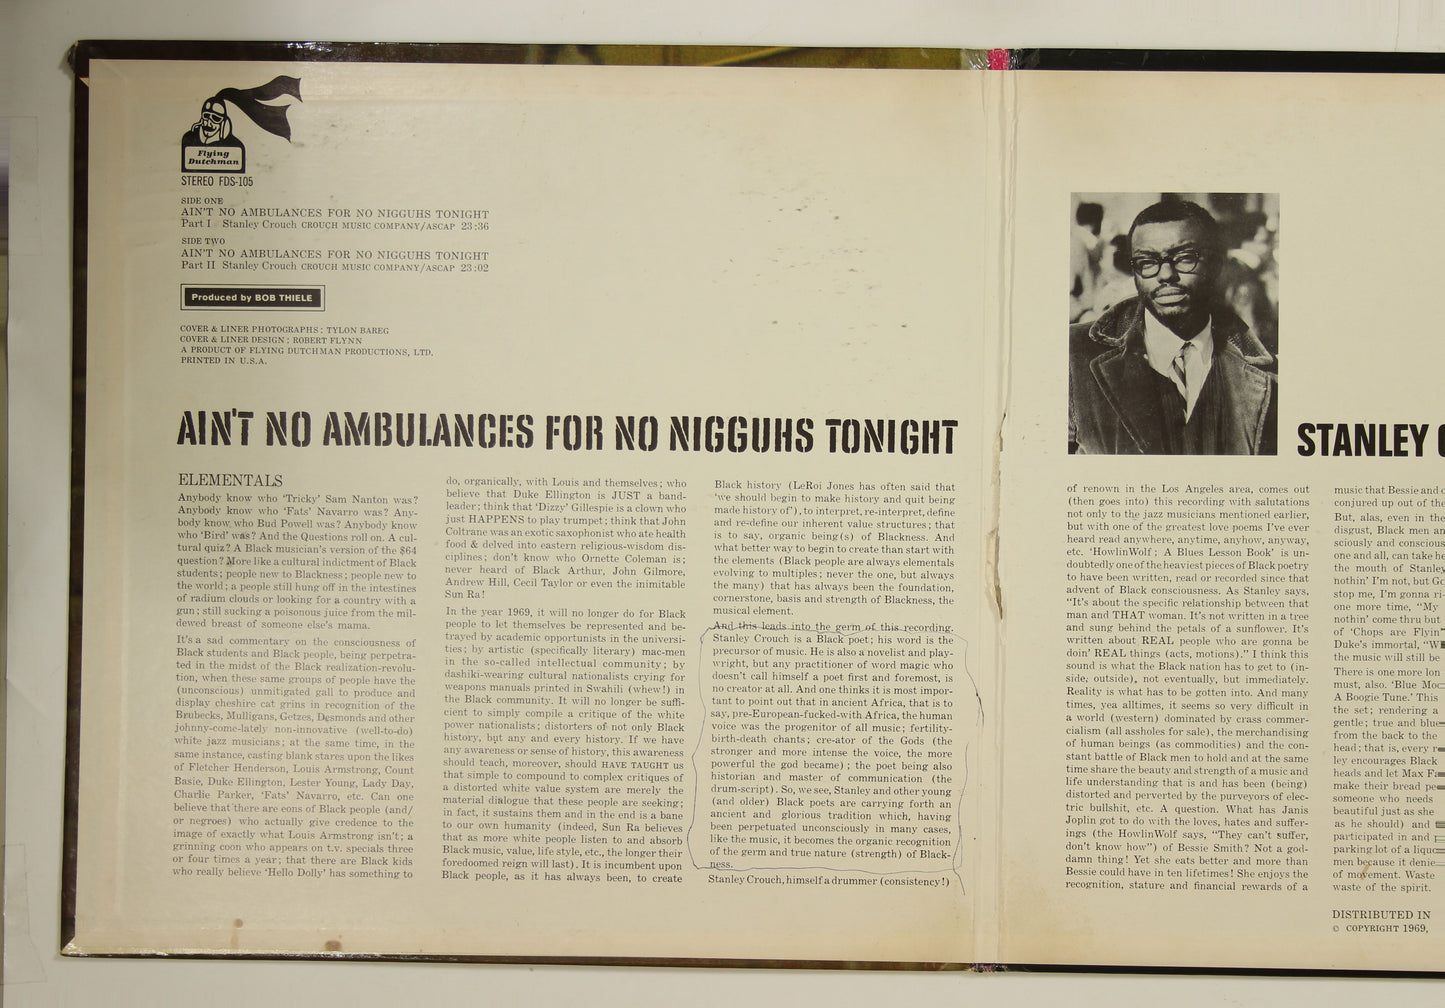 Flying
Dutchman
STEREO FDS-105
SIDE ONE
AIN'T NO AMBULANCES FOR NO NIGGUHS TONIGHT
Part I Stanley Crouch CROUCH MUSIC COMPANY/ASCAP 23:36
SIDE TWO
AIN'T NO AMBULANCES FOR NO NIGGUHS TONIGHT
Part II Stanley Crouch CROUCH MUSIC COMPANY/ASCAP 23:02
Produced by BOB THIELE
COVER & LINER PHOTOGRAPHS: TYLON BAREG
COVER & LINER DESIGN: ROBERT FLYNN
A PRODUCT OF FLYING DUTCHMAN PRODUCTIONS, LTD.
PRINTED IN U.S.A.
AIN'T NO AMBULANCES FOR NO NIGGUHS TONIGHT
ELEMENTALS
Anybody know who 'Tricky' Sam Nanton was?
Anybody know who 'Fats' Navarro was? Any-
body know who Bud Powell was? Anybody know
who 'Bird' was? And the Questions roll on. A cul-
tural quiz? A Black musician's version of the $64
question? More like a cultural indictment of Black
students; people new to Blackness; people new to
the world; a people still hung off in the intestines
of radium clouds or looking for a country with a
gun; still sucking a poisonous juice from the mil-
dewed breast of someone else's mama.
It's a sad commentary on the consciousness of
Black students and Black people, being perpetra-
ted in the midst of the Black realization-revolu-
tion, when these same groups of people have the
(unconscious) unmitigated gall to produce and
display cheshire cat grins in recognition of the
Brubecks, Mulligans, Getzes, Desmonds and other
johnny-come-lately non-innovative (well-to-do)
white jazz musicians; at the same time, in the
same instance, casting blank stares upon the likes
of Fletcher Henderson, Louis Armstrong, Count
Basie, Duke Ellington, Lester Young, Lady Day,
Charlie Parker, 'Fats' Navarro, etc. Can one
believe that there are eons of Black people (and/
or negroes) who actually give credence to the
image of exactly what Louis Armstrong isn't; a
grinning coon who appears on t.v. specials three
or four times a year; that there are Black kids
who really believe 'Hello Dolly' has something to
do, organically, with Louis and themselves; who
believe that Duke Ellington is JUST a band-
leader; think that 'Dizzy' Gillespie is a clown who
just HAPPENS to play trumpet; think that John
Coltrane was an exotic saxophonist who ate health
food & delved into eastern religious-wisdom dis-
ciplines; don't know who Ornette Coleman is;
never heard of Black Arthur, John Gilmore,
Andrew Hill, Cecil Taylor or even the inimitable
Sun Ra!
In the year 1969, it will no longer do for Black
people to let themselves be represented and be-
trayed by academic opportunists in the universi-
ties; by artistic (specifically literary) mac-men
in the so-called intellectual community; by
dashiki-wearing cultural nationalists crying for
weapons manuals printed in Swahili (whew!) in
the Black community. It will no longer be suffi-
cient to simply compile a critique of the white
power nationalists; distorters of not only Black
history, but any and every history. If we have
any awareness or sense of history, this awareness
should teach, moreover, should HAVE TAUGHT us
that simple to compound to complex critiques of
a distorted white value system are merely the
material dialogue that these people are seeking;
in fact, it sustains them and in the end is a bane
to our own humanity (indeed, Sun Ra believes
that as more white people listen to and absorb
Black music, value, life style, etc., the longer their
foredoomed reign will last). It is incumbent upon
Black people, as it has always been, to create
Black history (LeRoi Jones has often said that
'we should begin to make history and quit being
made history of'), to interpret, re-interpret, define
and re-define our inherent value structures; that
is to say, organic being(s) of Blackness. And
what better way to begin to create than start with
the elements (Black people are always elementals
evolving to multiples; never the one, but always
the many) that has always been the foundation,
cornerstone, basis and strength of Blackness, the
musical element.
And this leads into the germ of this recording.
Stanley Crouch is a Black poet; his word is the
precursor of music. He is also a novelist and play-
wright, but any practitioner of word magic who
doesn't call himself a poet first and foremost, is
no creator at all. And one thinks it is most impor-
tant to point out that in ancient Africa, that is to
say, pre-European-fucked-with Africa, the human
voice was the progenitor of all music; fertility-
birth-death chants; cre-ator of the Gods (the
stronger and more intense the voice, the more
powerful the god became); the poet being also
historian and master of communication (the
drum-script). So, we see, Stanley and other young
(and older) Black poets are carrying forth an
ancient and glorious tradition which, having
been perpetuated unconsciously in many cases,
like the music, it becomes the organic recognition
of the germ and true nature (strength) of Black-
ness.
Stanley Crouch, himself a drummer (consistency!)
STANLEY
of renown in the Los Angeles area, comes out
(then goes into) this recording with salutations
not only to the jazz musicians mentioned earlier,
but with one of the greatest love poems I've ever
heard read anywhere, anytime, anyhow, anyway,
etc. 'HowlinWolf; A Blues Lesson Book' is un-
doubtedly one of the heaviest pieces of Black poetry
to have been written, read or recorded since that
advent of Black consciousness. As Stanley says,
"It's about the specific relationship between that
man and THAT woman. It's not written in a tree
and sung behind the petals of a sunflower. It's
written about REAL people who are gonna be
doin' REAL things (acts, motions)." I think this
sound is what the Black nation has to get to (in-
side; outside), not eventually, but immediately.
Reality is what has to be gotten into. And many
times, yea alltimes, it seems so very difficult in
a world (western) dominated by crass commer-
cialism (all assholes for sale), the merchandising
of human beings (as commodities) and the con-
stant battle of Black men to hold and at the same
time share the beauty and strength of a music and
life understanding that is and has been (being)
distorted and perverted by the purveyors of elec-
tric bullshit, etc. A question. What has Janis
Joplin got to do with the loves, hates and suffer-
ings (the HowlinWolf says, "They can't suffer,
don't know how") of Bessie Smith? Not a god-
damn thing! Yet she eats better and more than
Bessie could have in ten lifetimes! She enjoys the
recognition, stature and financial rewards of a
music that Bessie and
conjured up out of the
disgust, Black men an
sciously and conscious
one and all, can take he
the mouth of Stanley
nothin' I'm not, but Go
stop me, I'm gonna ri-
one more time, "My
nothin' come thru but
of 'Chops are Flyin'
Duke's immortal, "W
the music will still be
There is one more lon
must, also. 'Blue Mo
A Boogie Tune.' This
the set; rendering a
gentle; true and blue
from the back to the
head; that is, every
ley encourages Black
heads and let Max Fa
make their bread
someone who needs
beautiful just as she
as he should) and
participated in and
parking lot of a liquo
men because it denie
of movement. Waste
waste of the spirit.
DISTRIBUTED IN
© COPYRIGHT 1969,